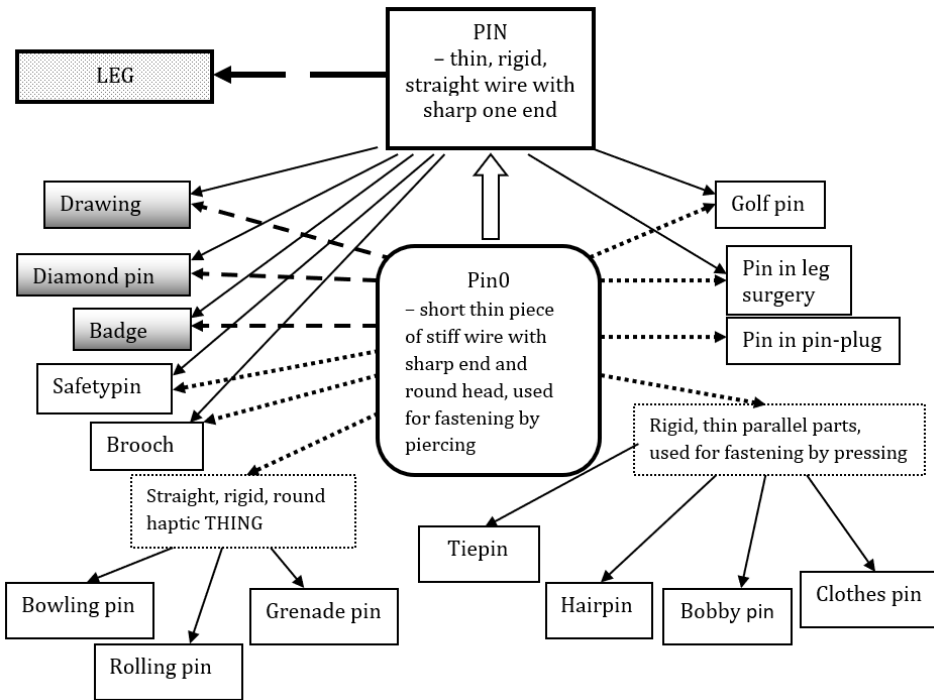 PIN
– thin, rigid,
straight wire with
sharp one end
LEG
Drawing
Golf pin
Diamond pin
Pin0
– short thin piece
of stiff wire with
sharp end and
round head, used
for fastening by
piercing
Pin in leg
surgery
Badge
Pin in pin-plug
Safetypin
Brooch
Rigid, thin parallel parts,
used for fastening by pressing
Straight, rigid, round
haptic THING
Tiepin
Bowling pin
Grenade pin
Rolling pin
Hairpin
Bobby pin
Clothes pin